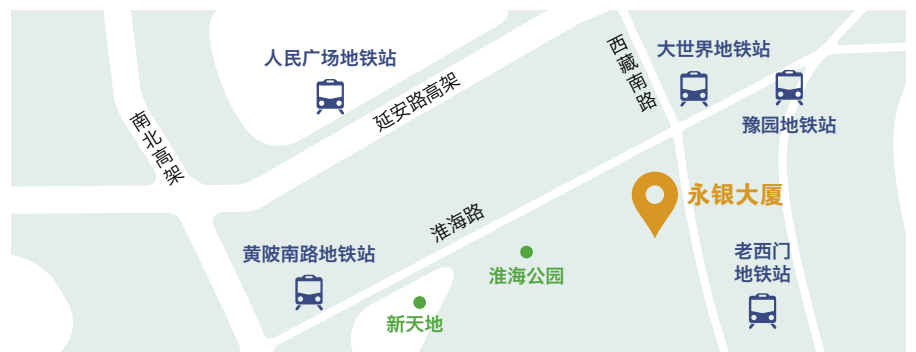 人民广场地铁站
西藏南路
大世界地铁站
延安路高架
豫园地铁站
南北高架
永银大厦
淮海路
黄陂南路地铁站
老西门
地铁站
淮海公园
新天地